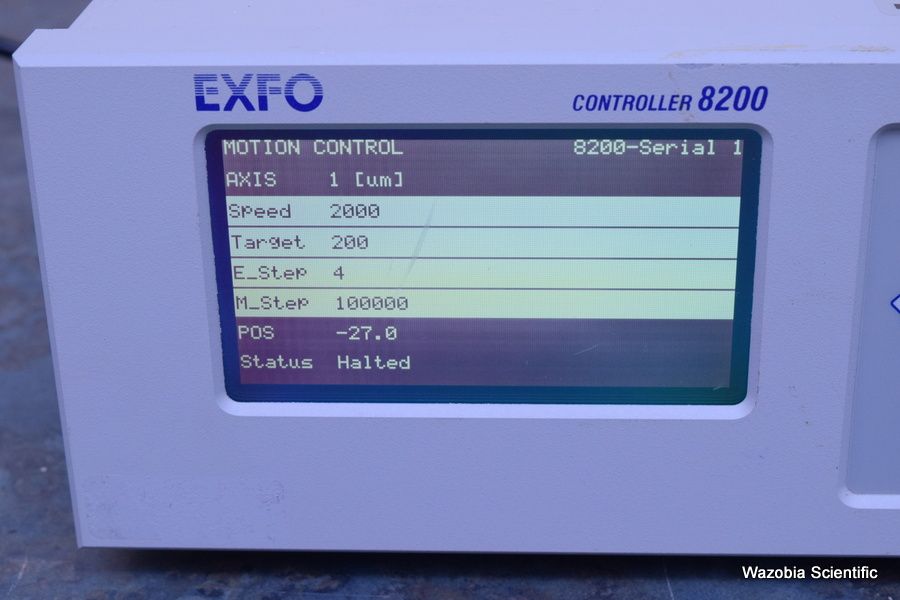 EXFO
CONTROLLER 8200
MOTION CONTROL 8200-Serial 1
AXIS 1 [um]
Speed 2000
Target 200
E_Step 4
M_Step 100000
POS -27.0
Status Halted
Wazobia Scientific